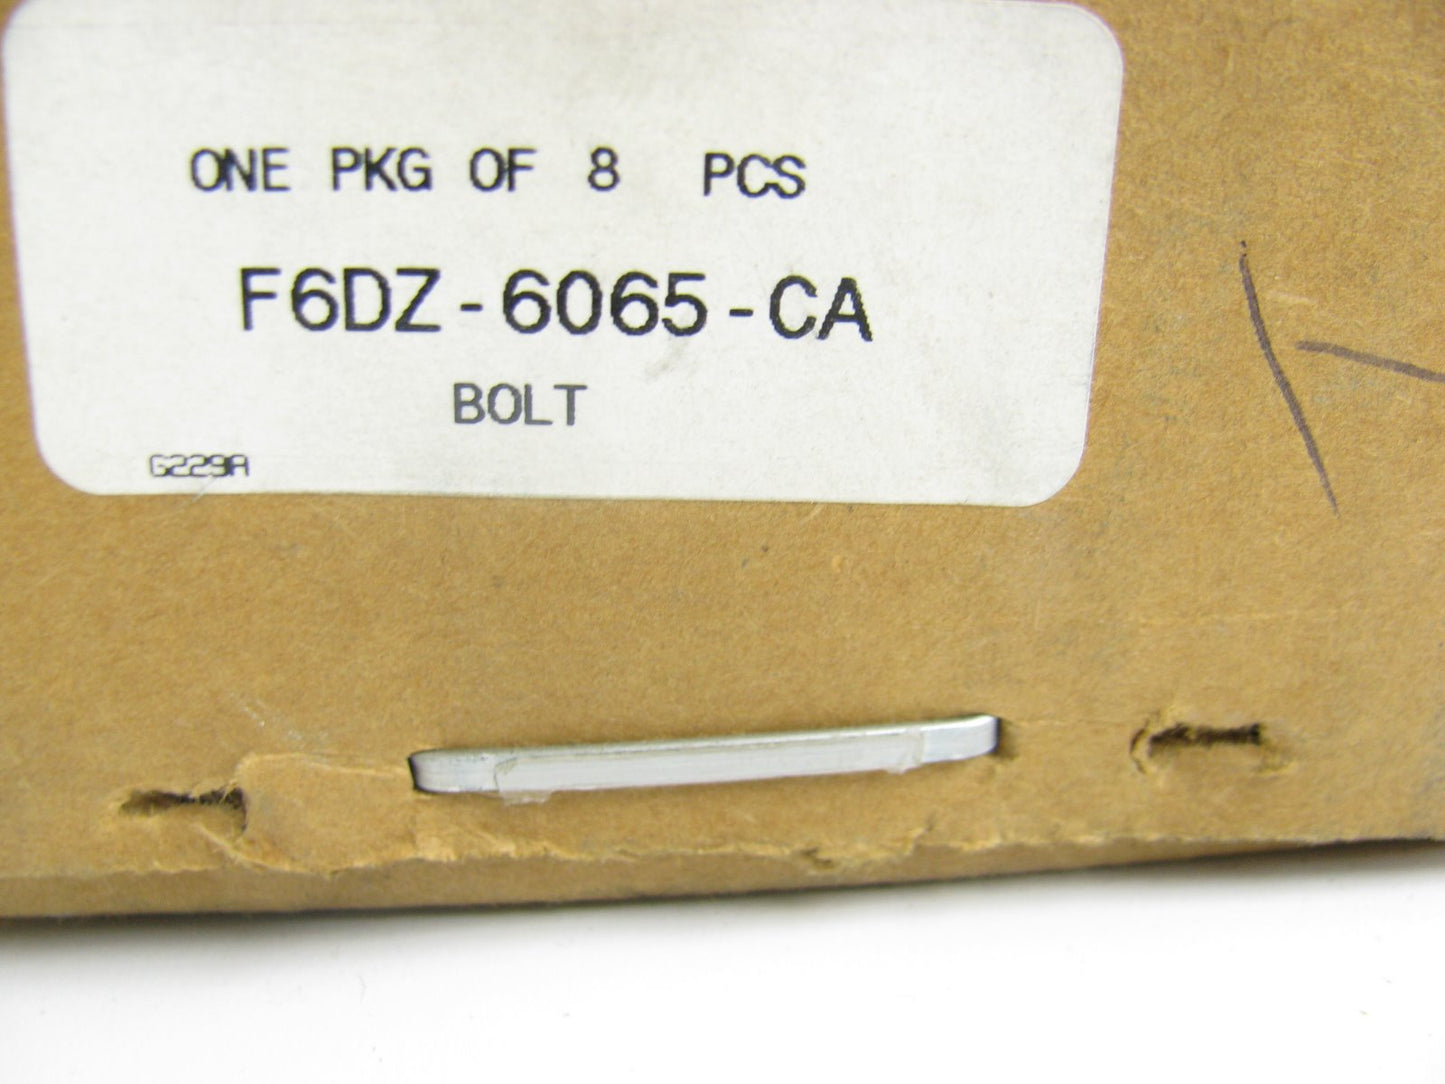 ONE PKG OF 8 PCS
F6DZ-6065-CA
BOLT
G229A